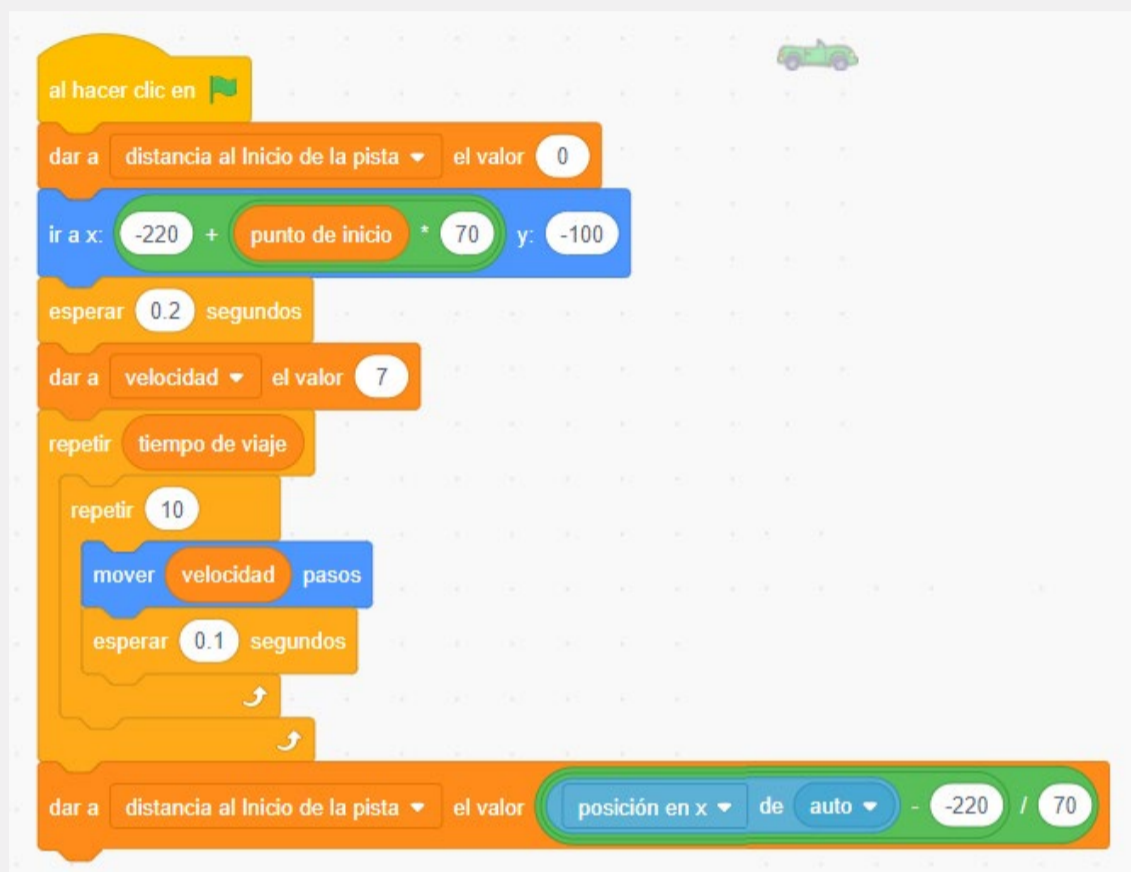 al hacer clic en
dar a distancia al Inicio de la pista el valor 0
ir a x: -220 + punto de inicio * 70 y: -100
esperar 0.2 segundos
dar a velocidad el valor 7
repetir tiempo de viaje
repetir 10
mover velocidad pasos
esperar 0.1 segundos
dar a distancia al Inicio de la pista el valor posición en x de auto - -220 / 70